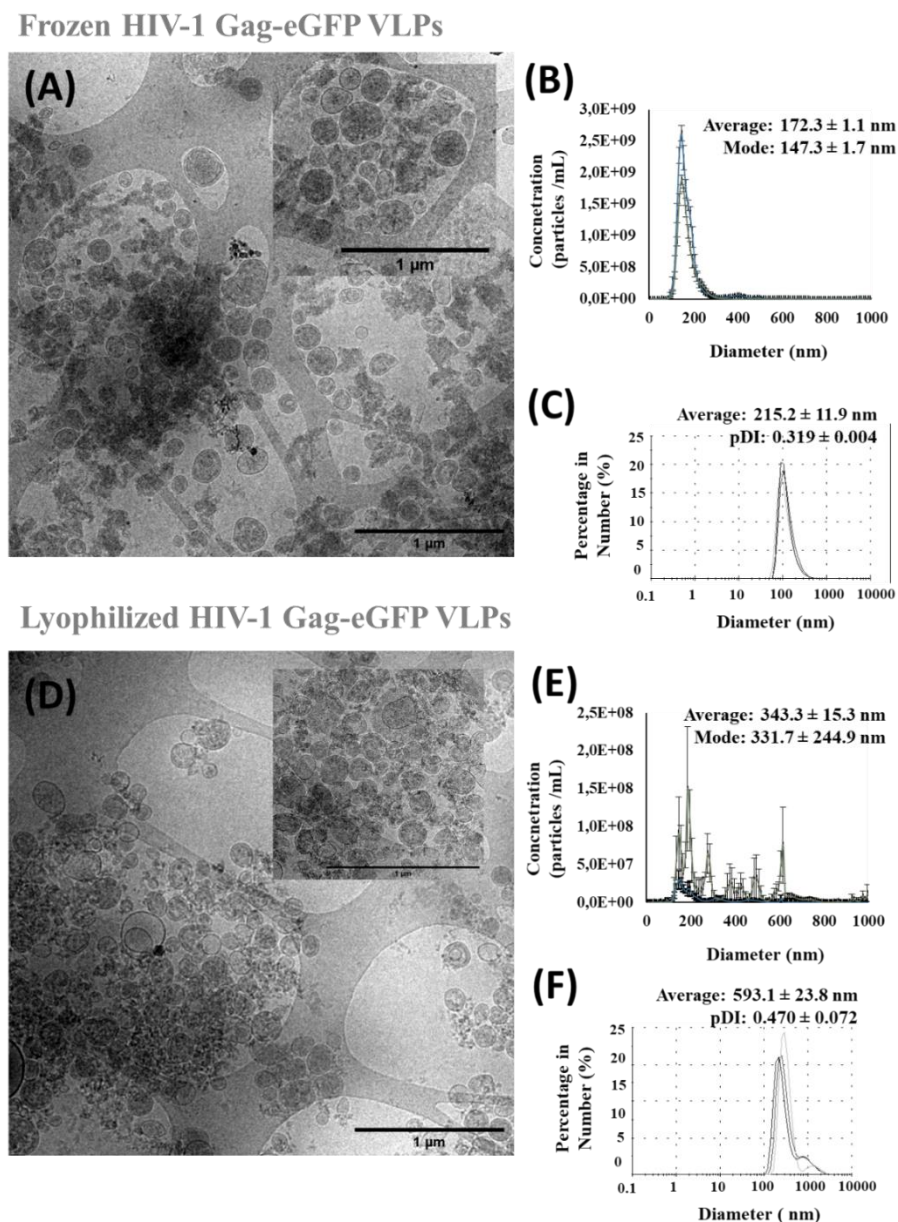 Frozen HIV-1 Gag-eGFP VLPs
(A)
1 µm
1 µm
(B)
Average: 172.3 ± 1.1 nm
Mode: 147.3 ± 1.7 nm
Concnetration
(particles /mL)
3,0E+09
2,5E+09
2,0E+09
1,5E+09
1,0E+09
5,0E+08
0,0E+00
0 200 400 600 800 1000
Diameter (nm)
(C)
Average: 215.2 ± 11.9 nm
pDI: 0.319 ± 0.004
Percentage in
Number (%)
25
20
15
10
5
0
0.1 1 10 100 1000 10000
Diameter (nm)
Lyophilized HIV-1 Gag-eGFP VLPs
(D)
1 µm
1 µm
(E)
Average: 343.3 ± 15.3 nm
Mode: 331.7 ± 244.9 nm
Concnetration
(particles /mL)
2,5E+08
2,0E+08
1,5E+08
1,0E+08
5,0E+07
0,0E+00
0 200 400 600 800 1000
Diameter (nm)
(F)
Average: 593.1 ± 23.8 nm
pDI: 0.470 ± 0.072
Percentage in
Number (%)
25
20
15
10
5
0
0.1 1 10 100 1000 10000
Diameter ( nm)